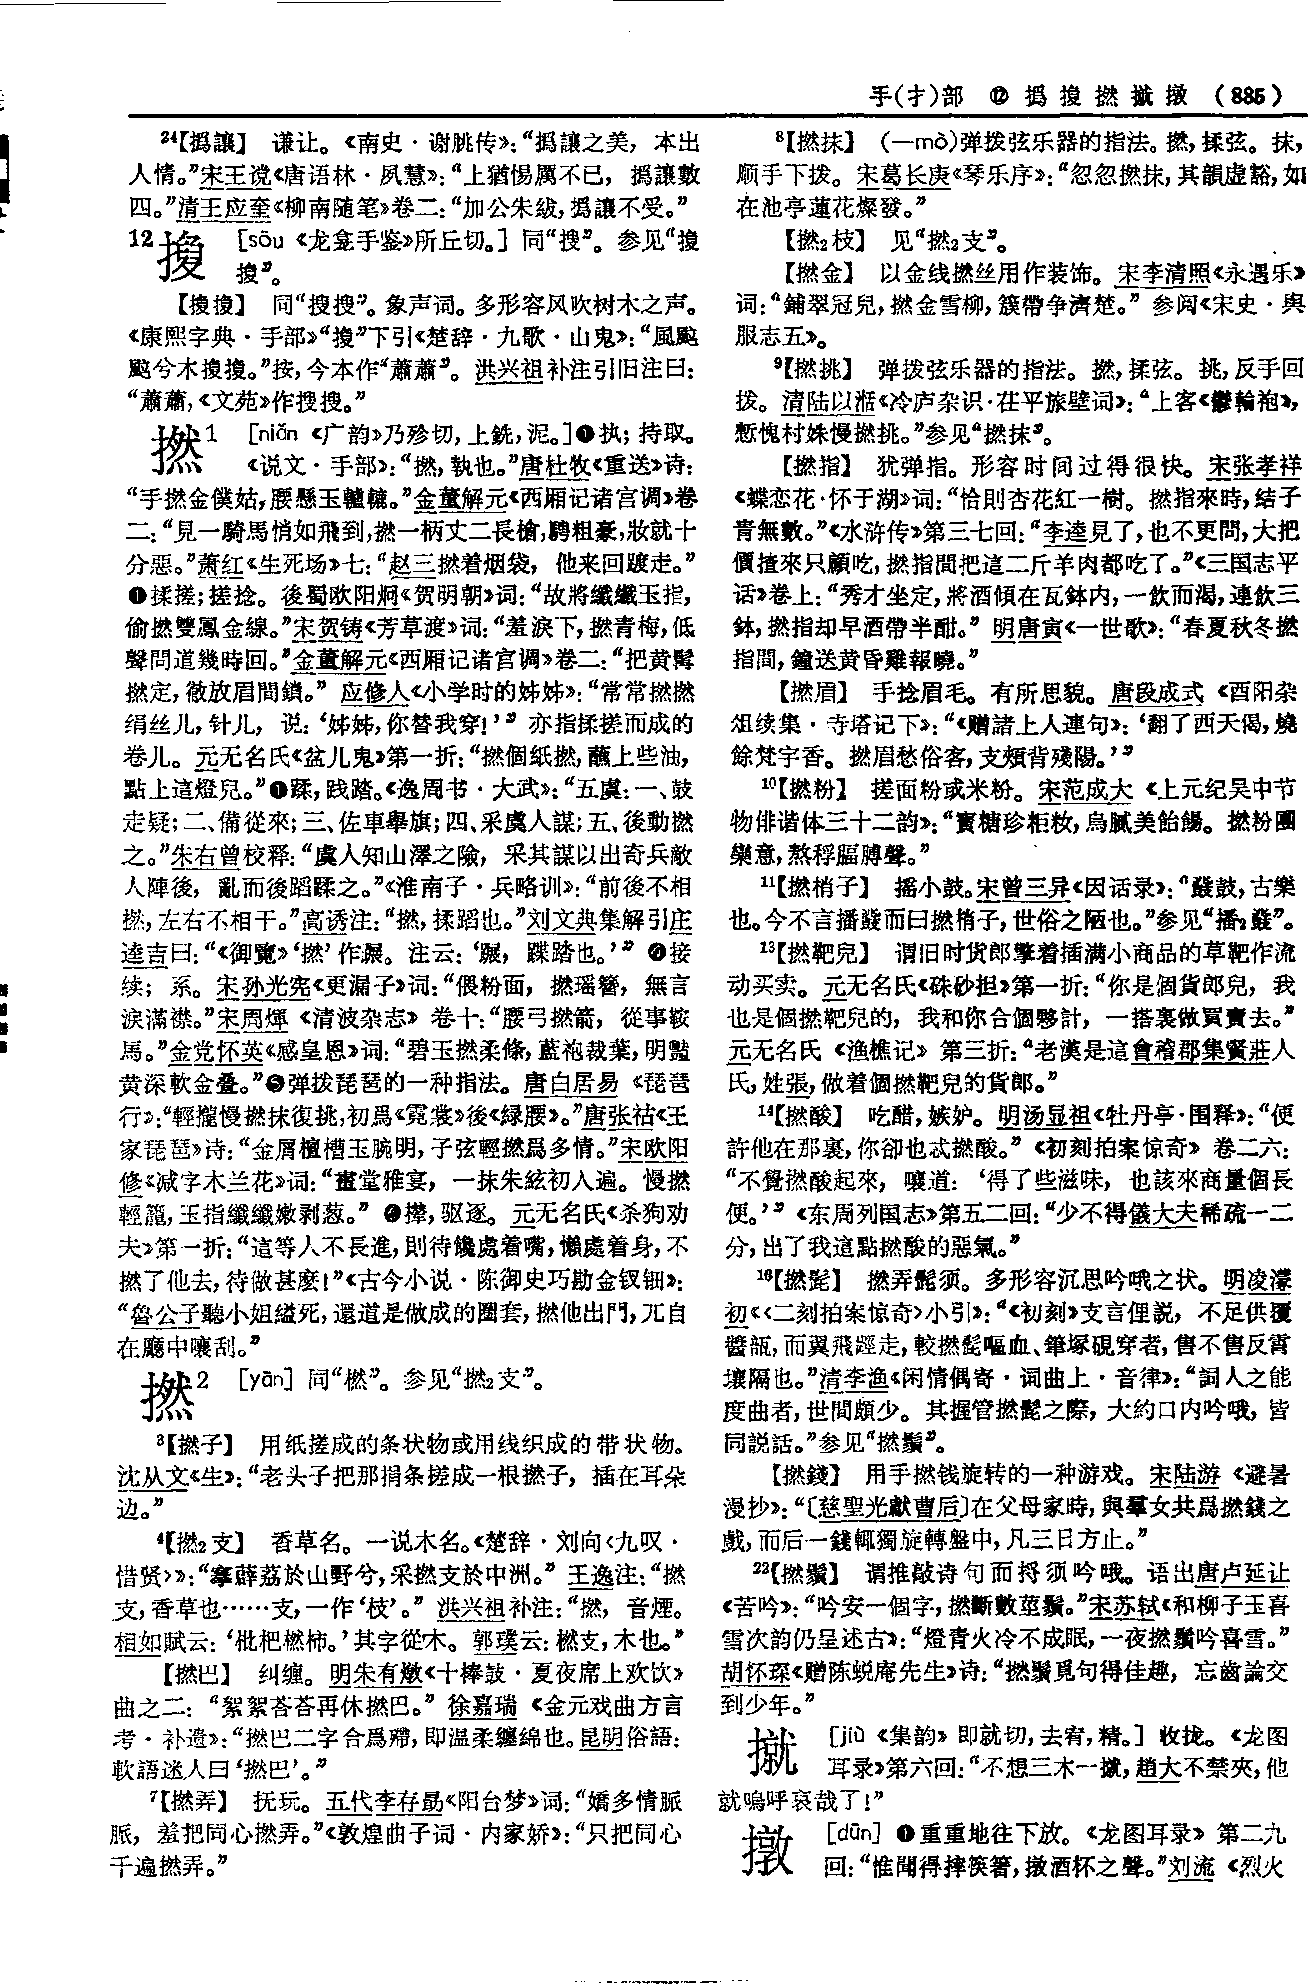 手(扌)部 ⑫ 撝 㨲 撚 㩆 撴 (885)
²⁴【撝讓】 谦让。《南史·谢朓传》:“撝讓之美，本出
人情。”宋王谠《唐语林·夙慧》:“上猶惕厲不已，撝讓數
四。”清王应奎《柳南随笔》卷二:“加公朱紱，撝讓不受。”
12 㨲 [sōu 《龙龛手鉴》所丘切。]同“搜”。参见“㨲
㨲”。
【㨲㨲】 同“搜搜”。象声词。多形容风吹树木之声。
《康熙字典·手部》“㨲”下引《楚辞·九歌·山鬼》:“風颭
颭兮木㨲㨲。”按，今本作“蕭蕭”。洪兴祖补注引旧注曰:
“蕭蕭，《文苑》作搜搜。”
撚1 [niǎn 《广韵》乃殄切，上銑，泥。]❶执；持取。
《说文·手部》:“撚，執也。”唐杜牧《重送》诗:
“手撚金僕姑，腰懸玉轆轤。”金董解元《西厢记诸宫调》卷
二:“見一騎馬悄如飛到，撚一柄丈二長槍，騁粗豪，妝就十
分惡。”萧红《生死场》七:“赵三撚着烟袋，他来回踱走。”
❶揉搓；搓捻。後蜀欧阳炯《贺明朝》词:“故將纖纖玉指，
偷撚雙鳳金線。”宋贺铸《芳草渡》词:“羞淚下，撚青梅，低
聲問道幾時回。”金董解元《西厢记诸宫调》卷二:“把黄髯
撚定，徹放眉間鎖。” 应修人《小学时的姊姊》:“常常撚撚
绢丝儿，针儿，说:‘姊姊，你替我穿!’” 亦指揉搓而成的
卷儿。元无名氏《盆儿鬼》第一折:“撚個纸撚，蘸上些油，
點上這燈兒。”❶蹂，践踏。《逸周书·大武》:“五虞:一、鼓
走疑；二、備從來；三、佐車舉旗；四、采虞人謀；五、後動撚
之。”朱右曾校释:“虞人知山澤之險，采其謀以出奇兵敵
人陣後，亂而後蹈蹂之。”《淮南子·兵略训》:“前後不相
撚，左右不相干。”高诱注:“撚，揉蹈也。”刘文典集解引庄
逵吉曰:“《御覽》‘撚’作蹍。注云:‘蹍，蹀踏也。’” ❹接
续；系。宋孙光宪《更漏子》词:“偎粉面，撚瑶簪，無言
淚滿襟。”宋周煇《清波杂志》卷十:“腰弓撚箭，從事鞍
馬。”金党怀英《感皇恩》词:“碧玉撚柔條，藍袍裁葉，明豔
黄深軟金叠。”❺弹拨琵琶的一种指法。唐白居易《琵琶
行》:“輕攏慢撚抹復挑，初爲《霓裳》後《緑腰》。”唐张祜《王
家琵琶》诗:“金屑檀槽玉腕明，子弦輕撚爲多情。”宋欧阳
修《减字木兰花》词:“畫堂雅宴，一抹朱絃初入遍。慢撚
輕籠，玉指纖纖嫩剥葱。” ❻撵，驱逐。元无名氏《杀狗劝
夫》第一折:“這等人不長進，則待饞處着嘴，懶處着身，不
撚了他去，待做甚麽!”《古今小说·陈御史巧勘金钗钿》:
“魯公子聽小姐縊死，還道是做成的圈套，撚他出門，兀自
在廳中嚷刮。”
撚2 [yān]同“橪”。参见“撚₂支”。
³【撚子】 用纸搓成的条状物或用线织成的带状物。
沈从文《生》:“老头子把那捐条搓成一根撚子，插在耳朵
边。”
⁴【撚₂支】 香草名。一说木名。《楚辞·刘向〈九叹·
惜贤〉》:“搴薜荔於山野兮，采撚支於中洲。” 王逸注:“撚
支，香草也……支，一作‘枝’。” 洪兴祖补注:“撚，音煙。
相如賦云:‘枇杷橪柿。’其字從木。郭璞云:橪支，木也。”
【撚巴】 纠缠。明朱有燉《十棒鼓·夏夜席上欢饮》
曲之二:“絮絮荅荅再休撚巴。” 徐嘉瑞《金元戏曲方言
考·补遗》:“撚巴二字合爲殢，即温柔纏綿也。昆明俗語:
軟語迷人曰‘撚巴’。”
⁷【撚弄】 抚玩。五代李存勗《阳台梦》词:“嬌多情脈
脈，羞把同心撚弄。”《敦煌曲子词·内家娇》:“只把同心
千遍撚弄。”
⁸【撚抹】 (—mò)弹拨弦乐器的指法。撚，揉弦。抹，
顺手下拨。宋葛长庚《琴乐序》:“忽忽撚抹，其韻虚豁，如
在池亭蓮花燦發。”
【撚₂枝】 见“撚₂支”。
【撚金】 以金线撚丝用作装饰。宋李清照《永遇乐》
词:“鋪翠冠兒，撚金雪柳，簇帶争濟楚。” 参阅《宋史·舆
服志五》。
⁹【撚挑】 弹拨弦乐器的指法。撚，揉弦。挑，反手回
拨。清陆以湉《冷庐杂识·茌平旅壁词》:“上客《鬱輪袍》，
慙愧村姝慢撚挑。”参见“撚抹”。
【撚指】 犹弹指。形容时间过得很快。宋张孝祥
《蝶恋花·怀于湖》词:“恰則杏花紅一樹。撚指來時，结子
青無數。”《水浒传》第三七回:“李逵見了，也不更問，大把
價揸來只顧吃，撚指間把這二斤羊肉都吃了。”《三国志平
话》卷上:“秀才坐定，將酒傾在瓦鉢内，一飲而渴，連飲三
鉢，撚指却早酒帶半酣。” 明唐寅《一世歌》:“春夏秋冬撚
指間，鐘送黄昏雞報曉。”
【撚眉】 手捻眉毛。有所思貌。唐段成式《酉阳杂
俎续集·寺塔记下》:“《赠諸上人連句》:‘翻了西天偈，燒
餘梵宇香。撚眉愁俗客，支頰背殘陽。’”
¹⁰【撚粉】 搓面粉或米粉。宋范成大《上元纪吴中节
物俳谐体三十二韵》:“寶糖珍粔籹，烏膩美飴餳。撚粉團
欒意，熬稃腷膊聲。”
¹¹【撚梢子】 摇小鼓。宋曾三异《因话录》:“鼗鼓，古樂
也。今不言播鼗而曰撚梢子，世俗之陋也。”参见“播₂鼗”。
¹³【撚靶兒】 谓旧时货郎擎着插满小商品的草靶作流
动买卖。元无名氏《硃砂担》第一折:“你是個貨郎兒，我
也是個撚靶兒的，我和你合個夥計，一搭裏做買賣去。”
元无名氏《渔樵记》第三折:“老漢是這會稽郡集賢莊人
氏，姓張，做着個撚靶兒的貨郎。”
¹⁴【撚酸】 吃醋，嫉妒。明汤显祖《牡丹亭·围释》:“便
許他在那裏，你卻也忒撚酸。” 《初刻拍案惊奇》卷二六:
“不覺撚酸起來，嚷道:‘得了些滋味，也該來商量個長
便。’” 《东周列国志》第五二回:“少不得儀大夫稀疏一二
分，出了我這點撚酸的惡氣。”
¹⁶【撚髭】 撚弄髭须。多形容沉思吟哦之状。明凌濛
初《〈二刻拍案惊奇〉小引》:“《初刻》支言俚説，不足供覆
醬瓿，而翼飛踁走，較撚髭嘔血、筆塚硯穿者，售不售反霄
壤隔也。”清李渔《闲情偶寄·词曲上·音律》:“詞人之能
度曲者，世間頗少。其握管撚髭之際，大約口内吟哦，皆
同説話。”参见“撚鬚”。
【撚錢】 用手撚钱旋转的一种游戏。宋陆游《避暑
漫抄》:“〔慈聖光獻曹后〕在父母家時，與羣女共爲撚錢之
戲，而后一錢輒獨旋轉盤中，凡三日方止。”
²²【撚鬚】 谓推敲诗句而捋须吟哦。语出唐卢延让
《苦吟》:“吟安一個字，撚斷數莖鬚。”宋苏轼《和柳子玉喜
雪次韵仍呈述古》:“燈青火冷不成眠，一夜撚鬚吟喜雪。”
胡怀琛《赠陈蜕庵先生》诗:“撚鬚覓句得佳趣，忘齒論交
到少年。”
㩆 [jiù 《集韵》即就切，去宥，精。] 收拢。《龙图
耳录》第六回:“不想三木一㩆，趙大不禁夾，他
就嗚呼哀哉了!”
撴 [dūn] ❶重重地往下放。《龙图耳录》第二九
回:“惟聞得摔筷箸，撴酒杯之聲。”刘流《烈火